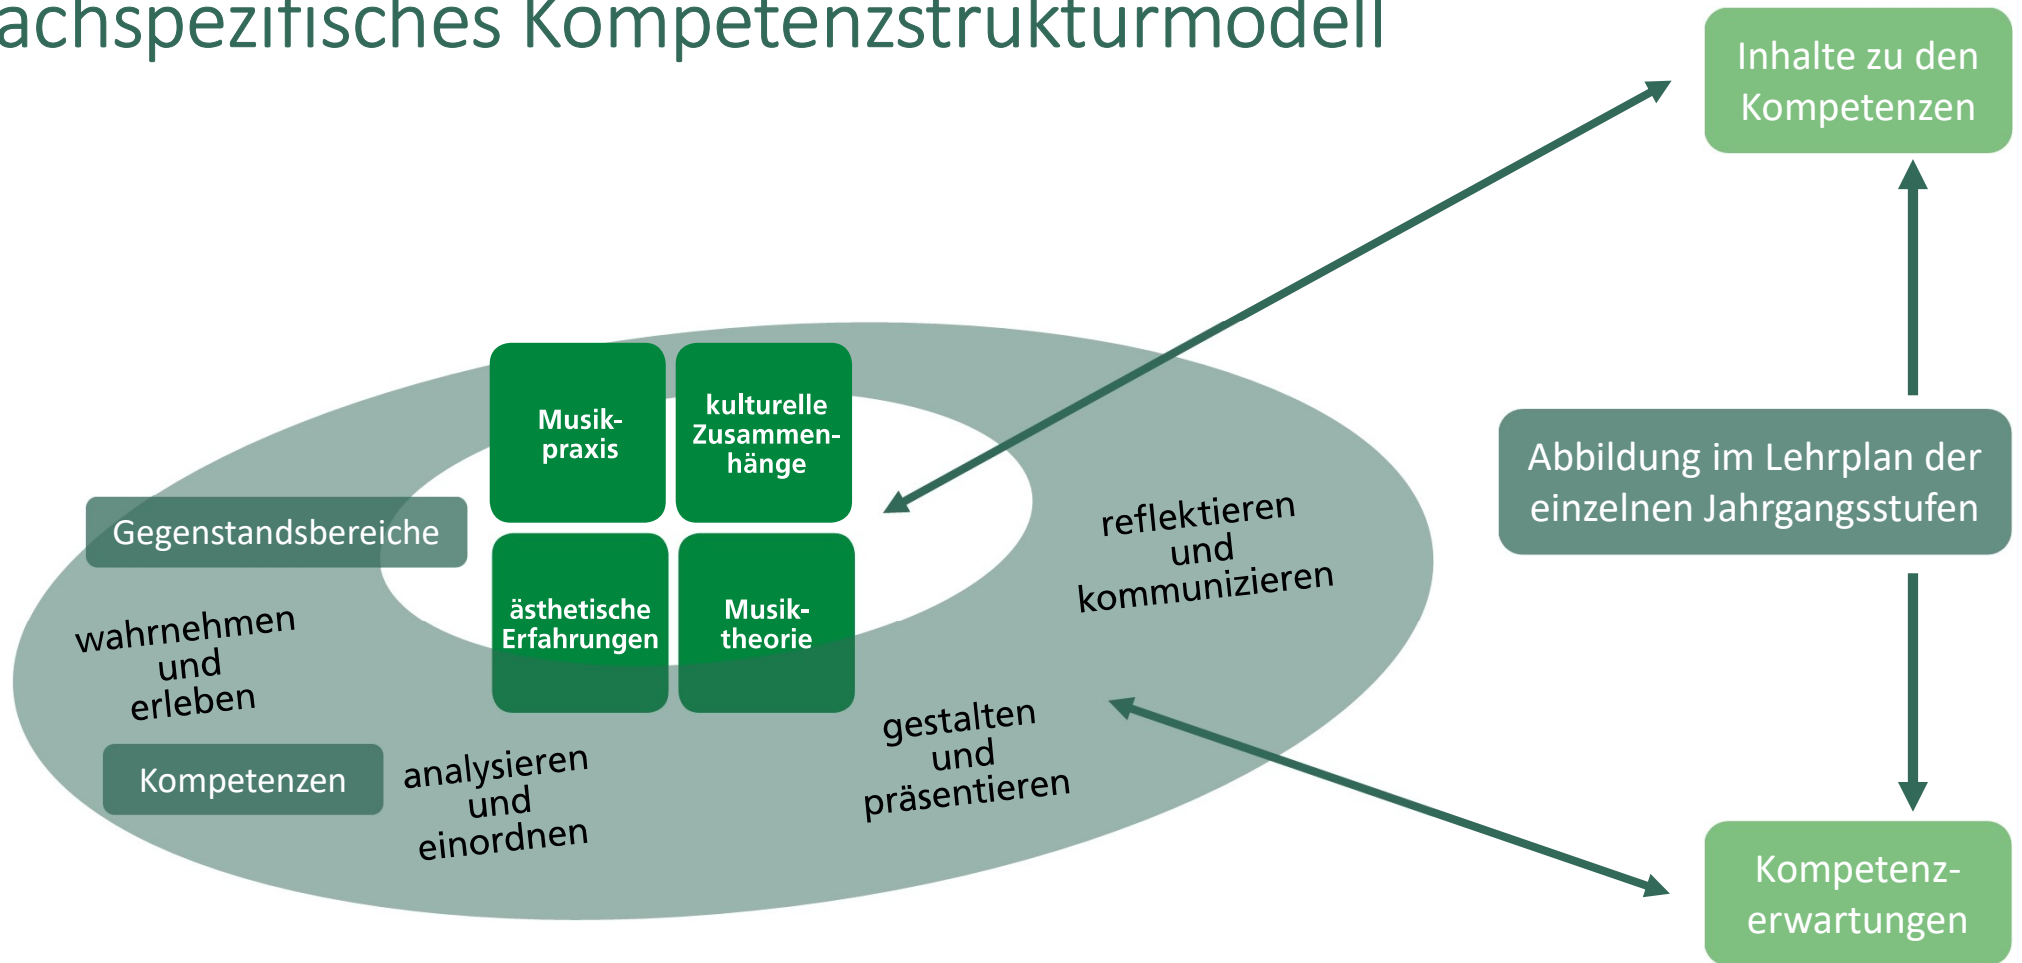 achspezifisches Kompetenzstrukturmodell
Inhalte zu den
Kompetenzen
Musik-
praxis
kulturelle
Zusammen-
hänge
Gegenstandsbereiche
ästhetische
Erfahrungen
Musik-
theorie
wahrnehmen
und
erleben
Kompetenzen
analysieren
und
einordnen
gestalten
und
präsentieren
reflektieren
und
kommunizieren
Abbildung im Lehrplan der
einzelnen Jahrgangsstufen
Kompetenz-
erwartungen